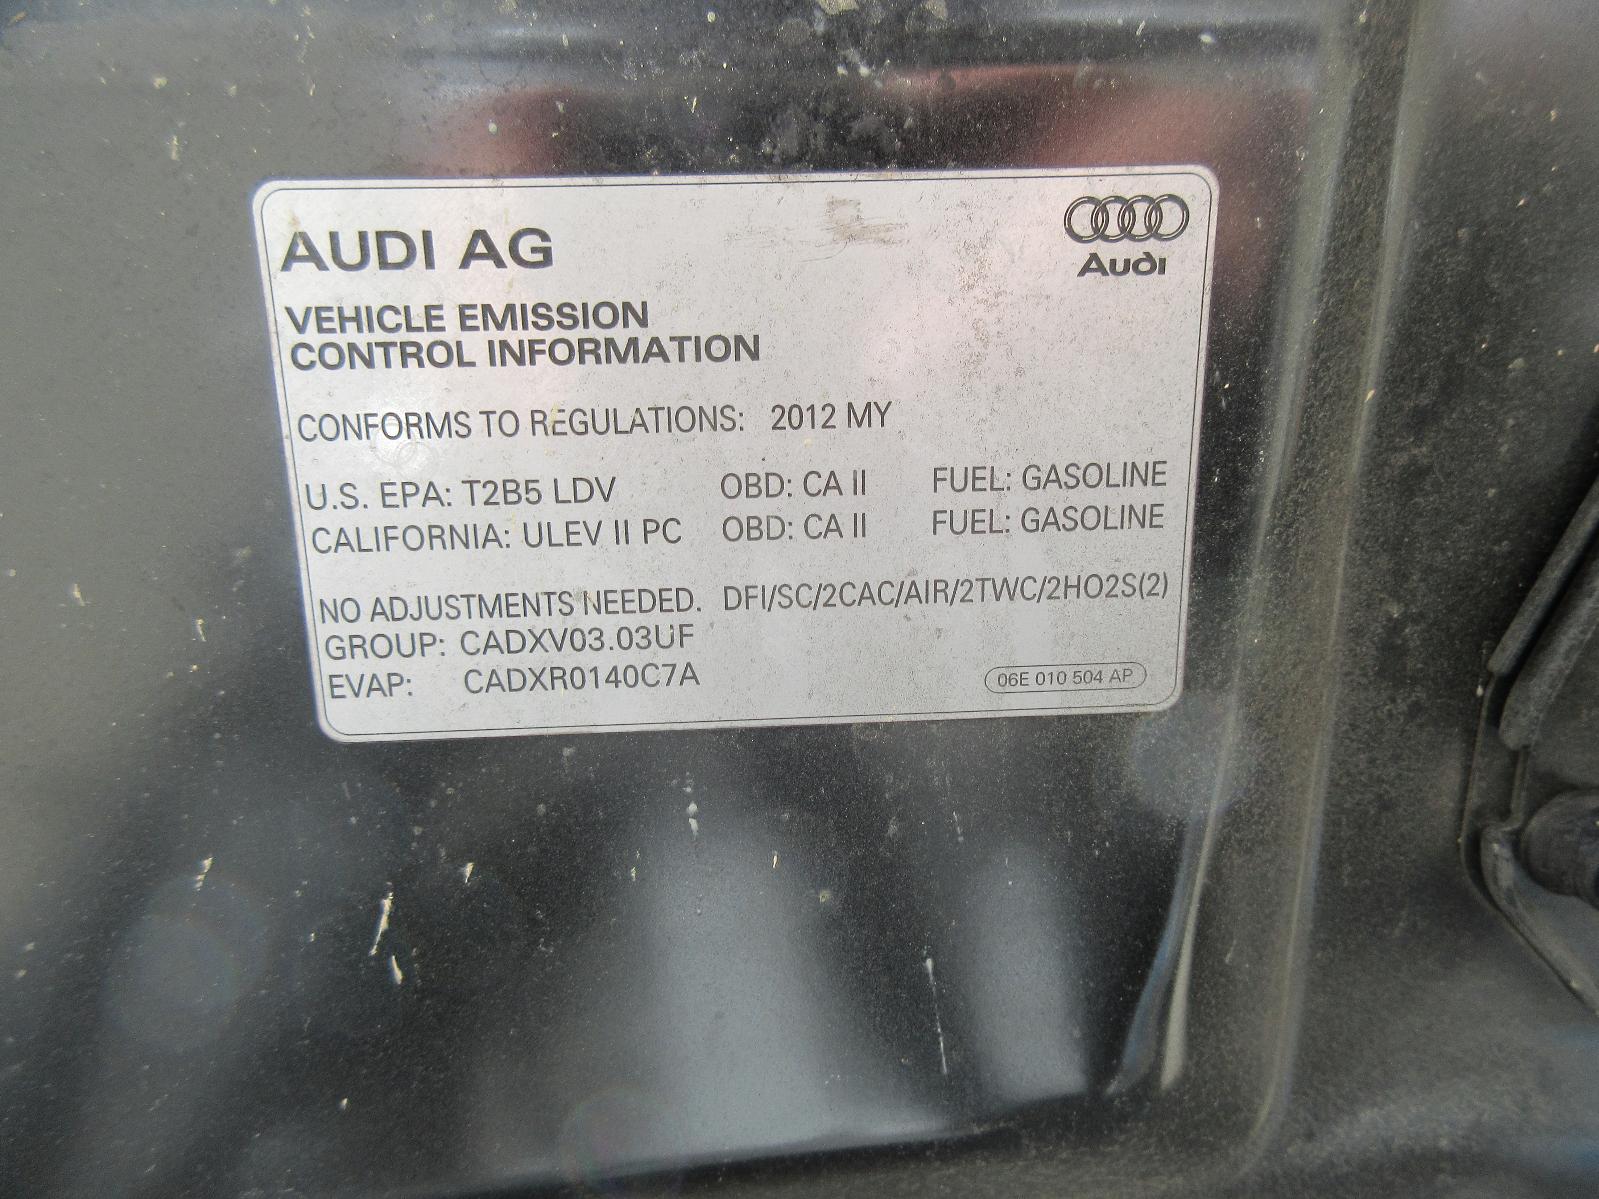 AUDI AG
Audi
VEHICLE EMISSION
CONTROL INFORMATION
CONFORMS TO REGULATIONS: 2012 MY
U.S. EPA: T2B5 LDV OBD: CA II FUEL: GASOLINE
CALIFORNIA: ULEV II PC OBD: CA II FUEL: GASOLINE
NO ADJUSTMENTS NEEDED. DFI/SC/2CAC/AIR/2TWC/2HO2S(2)
GROUP: CADXV03.03UF
EVAP: CADXR0140C7A
06E 010 504 AP